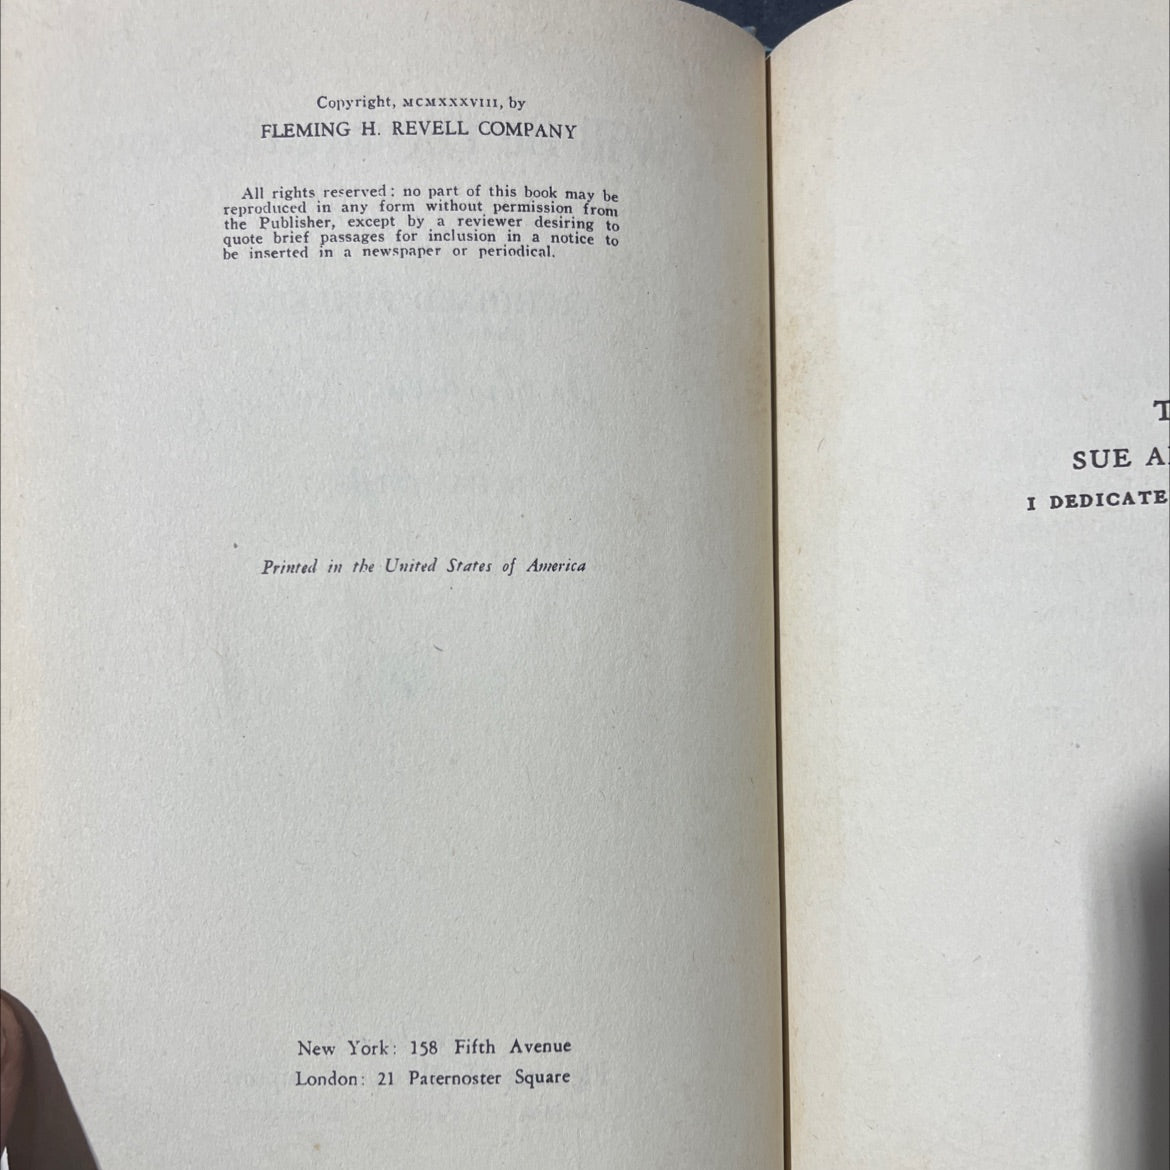 Copyright, MCMXXXVIII, by
FLEMING H. REVELL COMPANY
All rights reserved: no part of this book may be
reproduced in any form without permission from
the Publisher, except by a reviewer desiring to
quote brief passages for inclusion in a notice to
be inserted in a newspaper or periodical.
Printed in the United States of America
New York: 158 Fifth Avenue
London: 21 Paternoster Square
T
SUE A
I DEDICATE